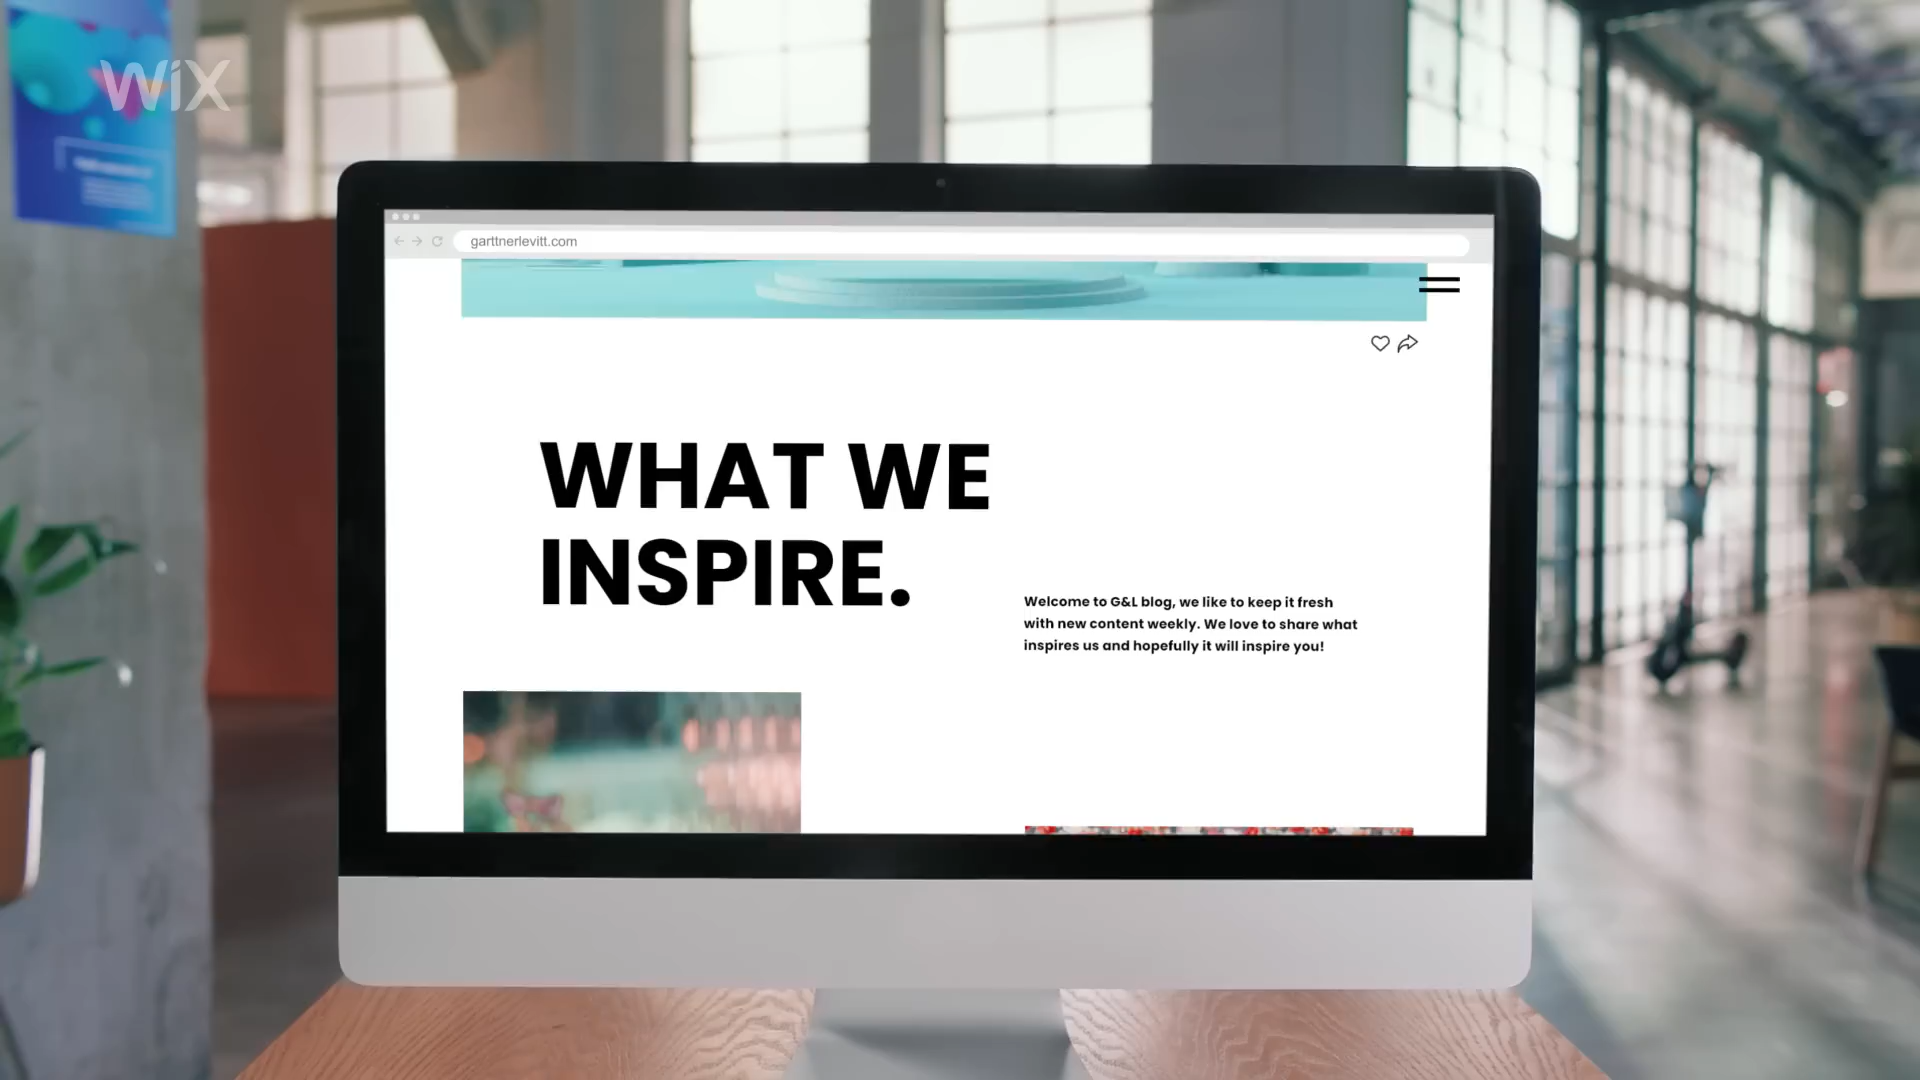 WiX
garttnerlevitt.com
WHAT WE
INSPIRE.
Welcome to G&L blog, we like to keep it fresh
with new content weekly. We love to share what
inspires us and hopefully it will inspire you!